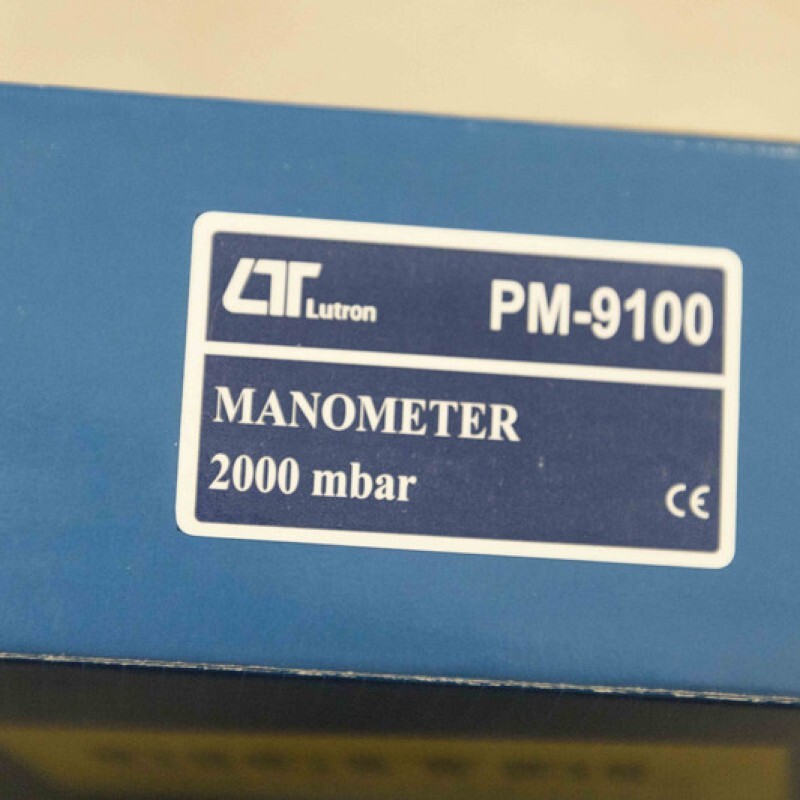 LT Lutron PM-9100
MANOMETER
2000 mbar
CE